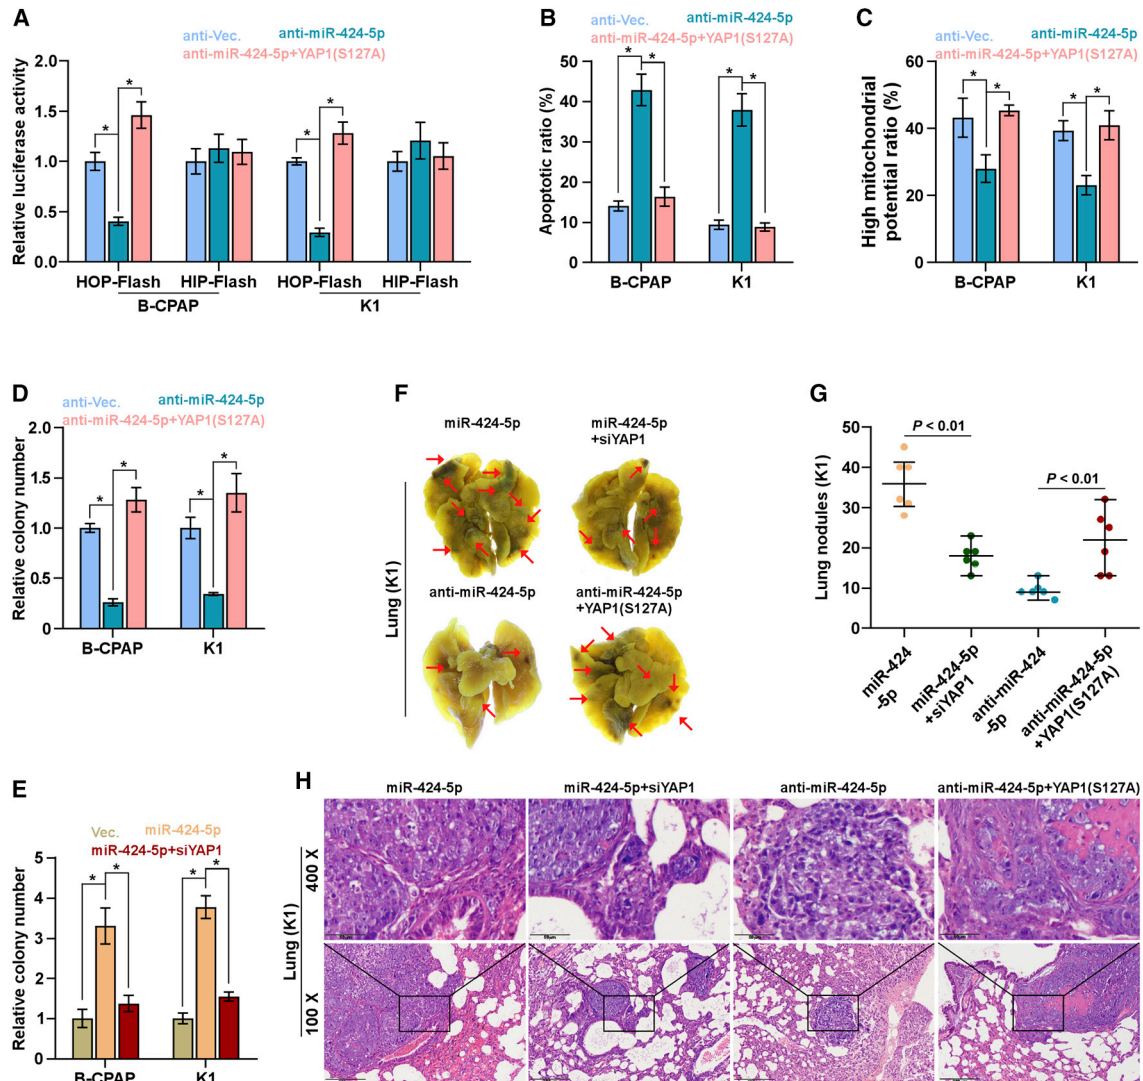 A
anti-Vec.
anti-miR-424-5p
anti-miR-424-5p+YAP1(S127A)
Relative luciferase activity
2.0
1.5
1.0
0.5
0.0
*
*
*
*
HOP-Flash
HIP-Flash
HOP-Flash
HIP-Flash
B-CPAP
K1
B
anti-Vec.
anti-miR-424-5p
anti-miR-424-5p+YAP1(S127A)
Apoptotic ratio (%)
50
40
30
20
10
0
*
*
*
*
B-CPAP
K1
C
anti-Vec.
anti-miR-424-5p
anti-miR-424-5p+YAP1(S127A)
High mitochondrial
potential ratio (%)
60
40
20
0
*
*
*
*
B-CPAP
K1
D
anti-Vec.
anti-miR-424-5p
anti-miR-424-5p+YAP1(S127A)
Relative colony number
2.0
1.5
1.0
0.5
0
*
*
*
*
B-CPAP
K1
F
miR-424-5p
miR-424-5p
+siYAP1
Lung (K1)
anti-miR-424-5p
anti-miR-424-5p
+YAP1(S127A)
G
Lung nodules (K1)
50
40
30
20
10
0
P < 0.01
P < 0.01
miR-424
-5p
miR-424-5p
+siYAP1
anti-miR-424
-5p
anti-miR-424-5p
+YAP1(S127A)
E
Vec.
miR-424-5p
miR-424-5p+siYAP1
Relative colony number
5
4
3
2
1
0
*
*
*
*
B-CPAP
K1
H
miR-424-5p
miR-424-5p+siYAP1
anti-miR-424-5p
anti-miR-424-5p+YAP1(S127A)
Lung (K1)
400 X
100 X